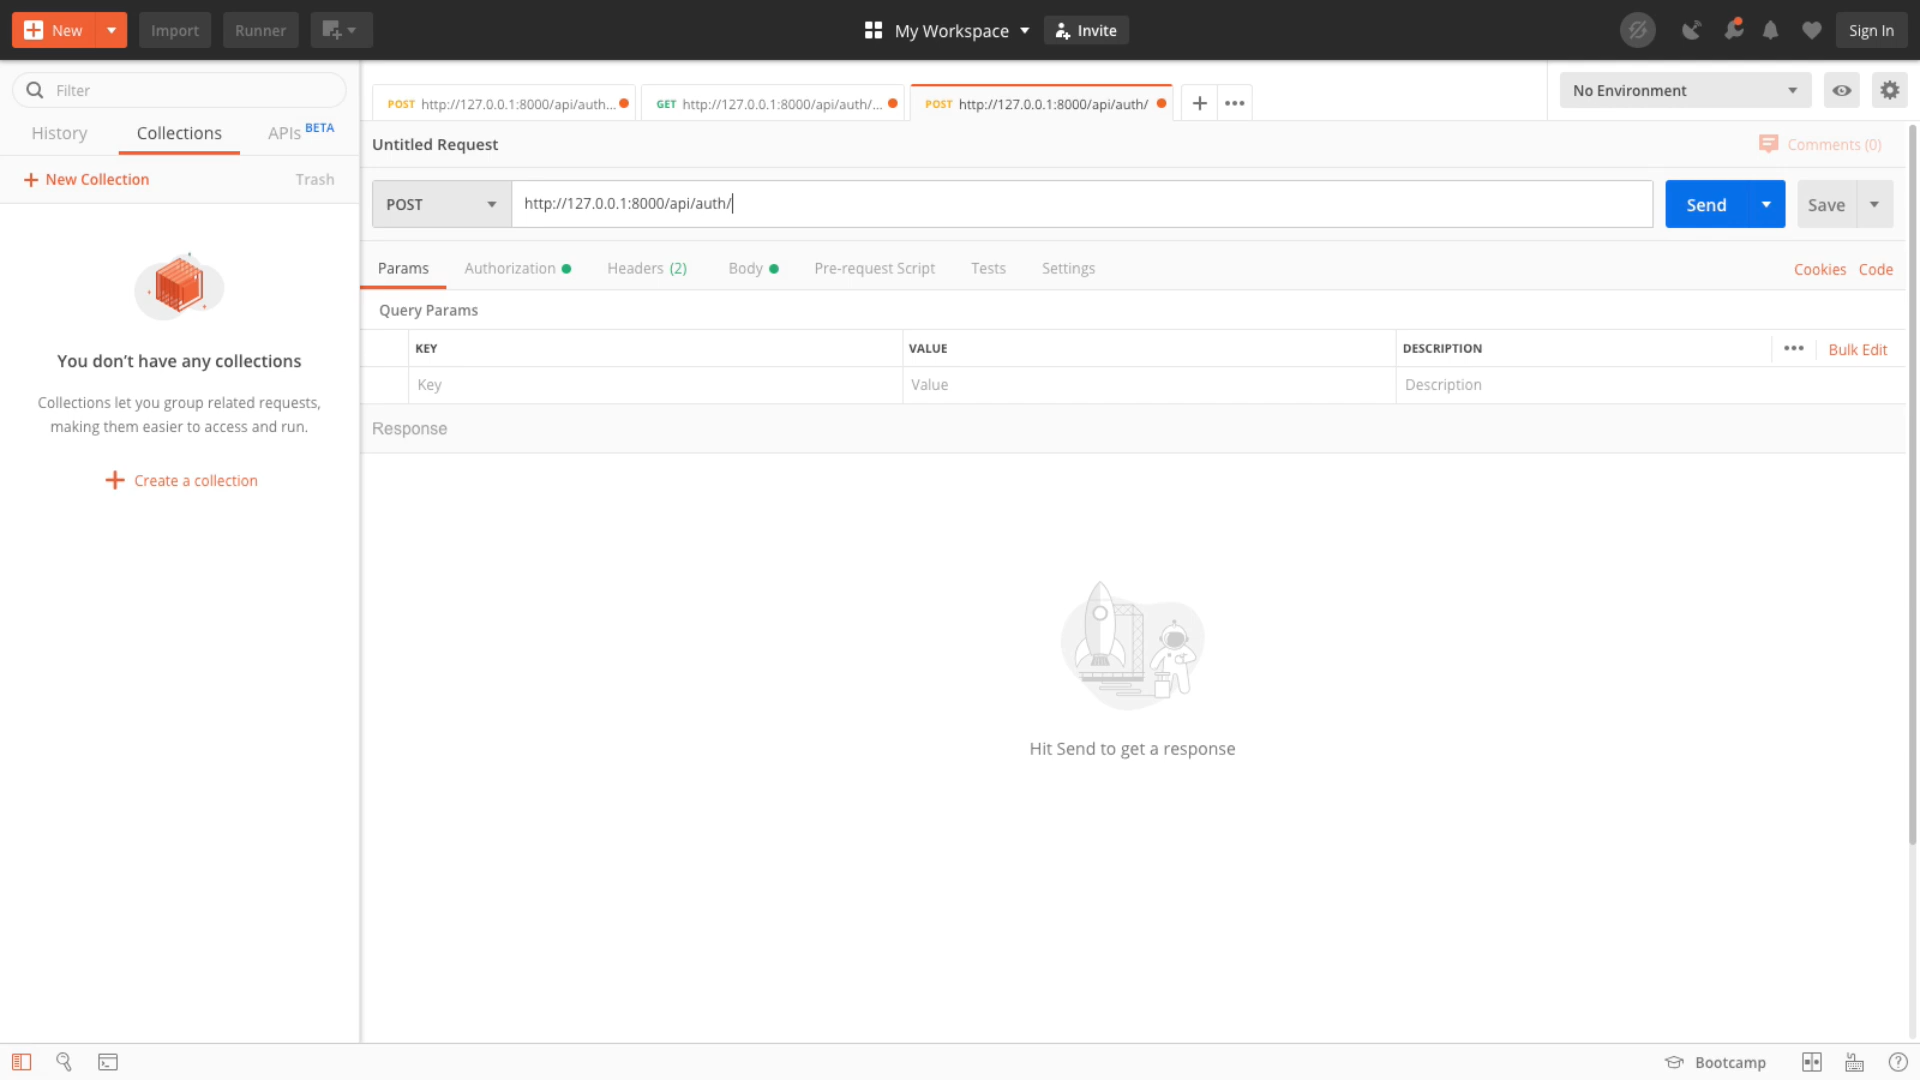 New
Import
Runner
My Workspace
Invite
Sign In
Filter
History
Collections
APIs BETA
New Collection
Trash
You don’t have any collections
Collections let you group related requests,
making them easier to access and run.
Create a collection
POST http://127.0.0.1:8000/api/auth...
GET http://127.0.0.1:8000/api/auth/...
POST http://127.0.0.1:8000/api/auth/
No Environment
Untitled Request
Comments (0)
POST
http://127.0.0.1:8000/api/auth/
Send
Save
Params
Authorization
Headers (2)
Body
Pre-request Script
Tests
Settings
Cookies
Code
Query Params
KEY
VALUE
DESCRIPTION
Bulk Edit
Key
Value
Description
Response
Hit Send to get a response
Bootcamp